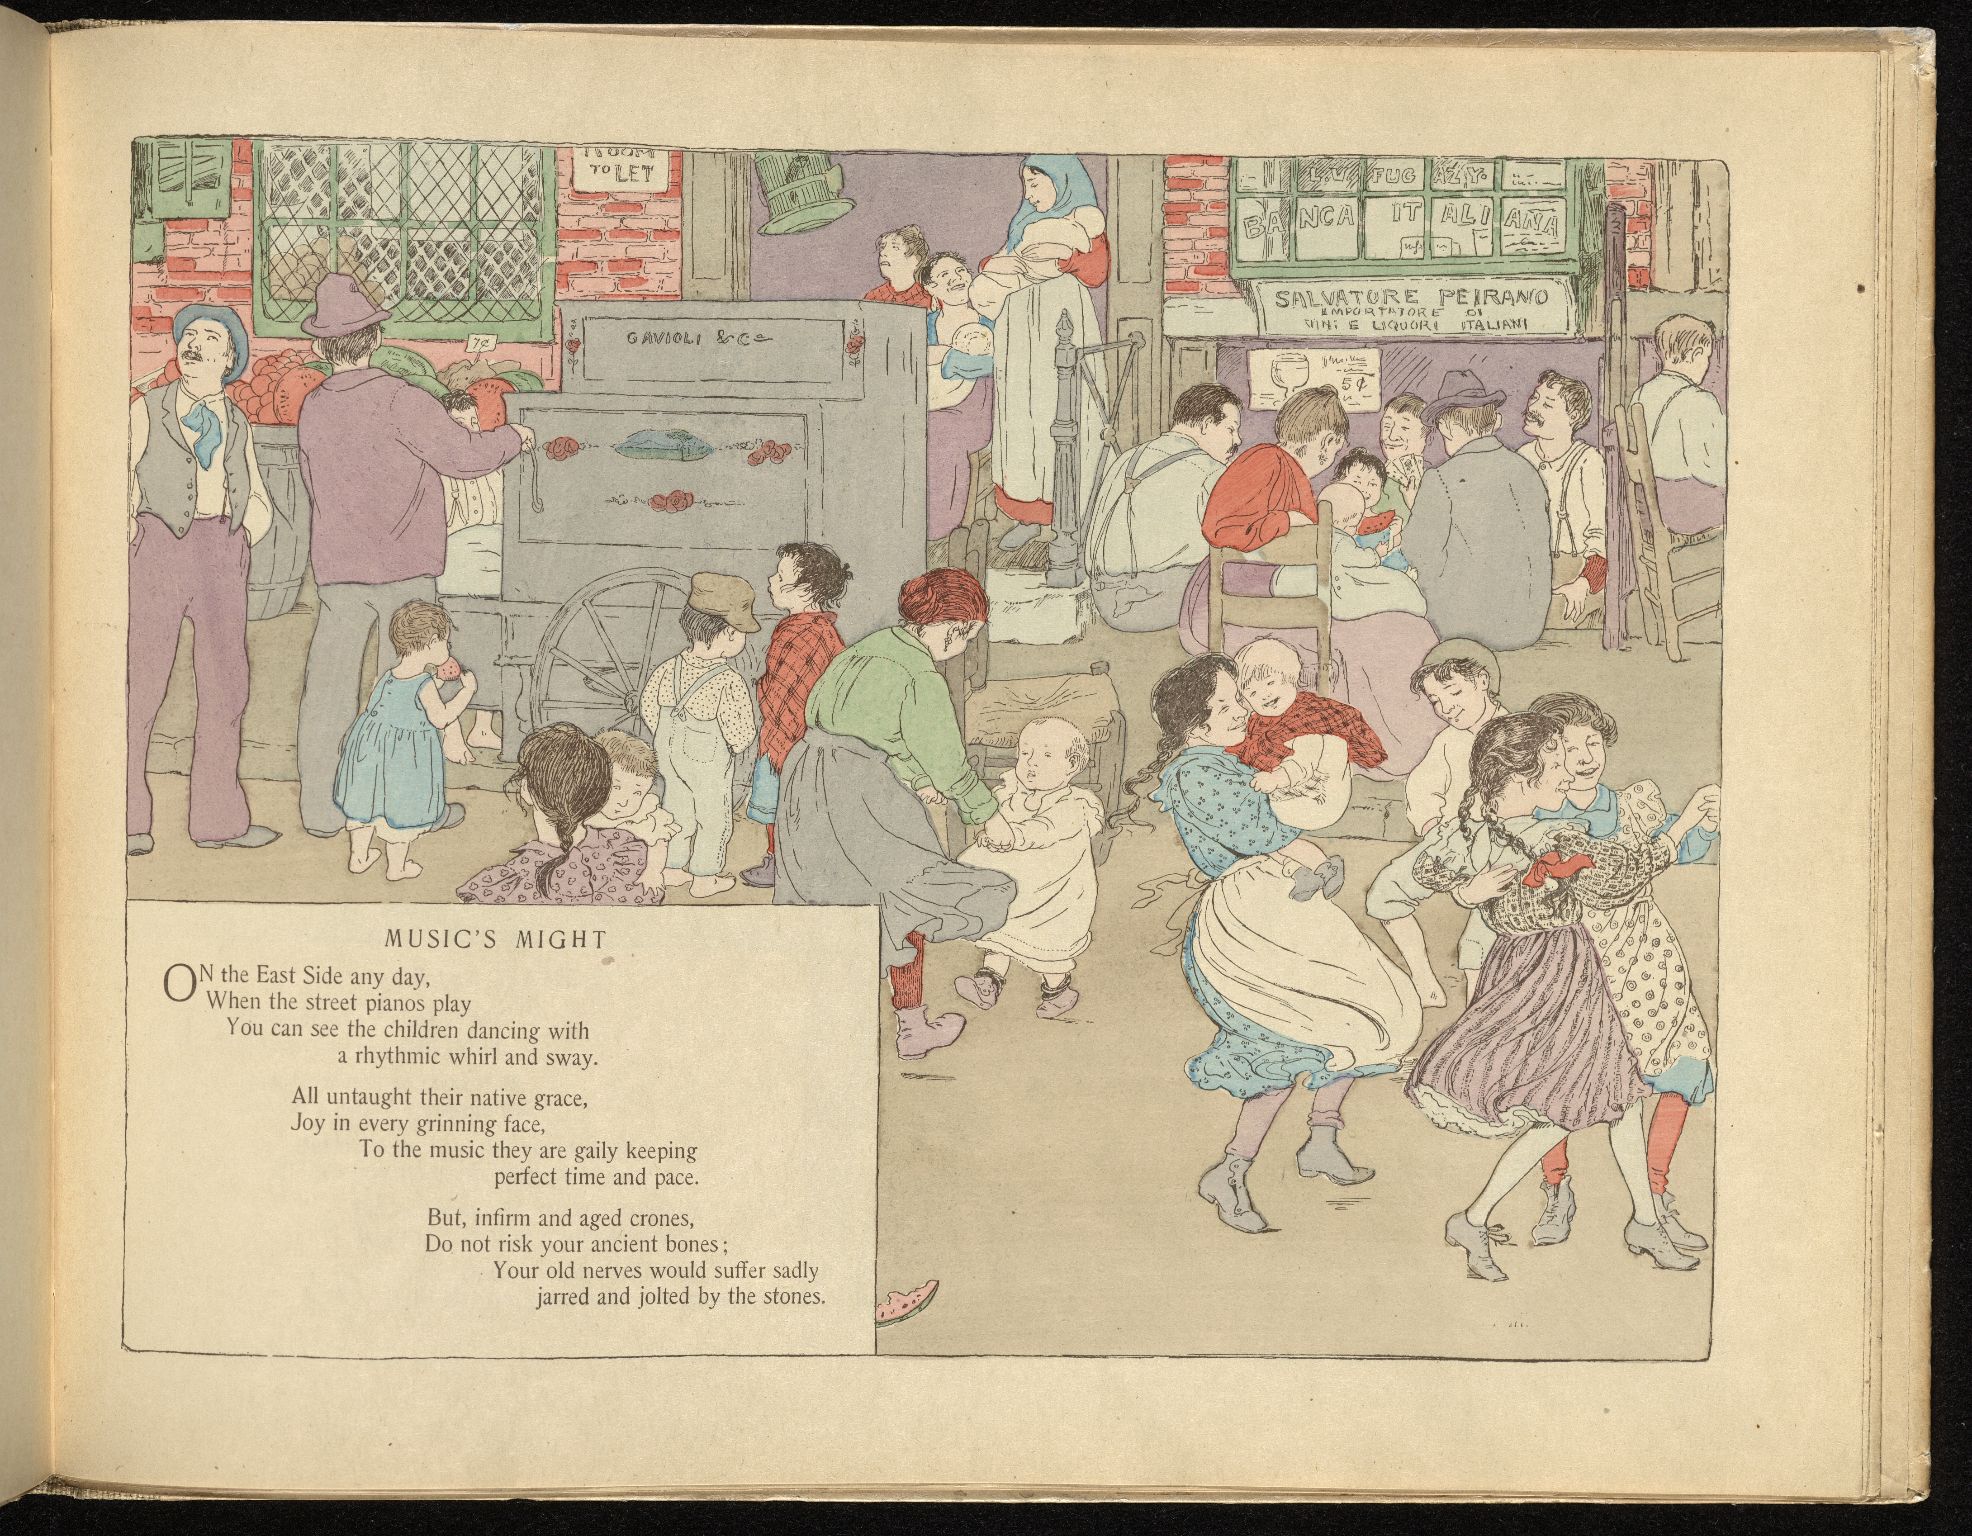 ROOM
TO LET
7¢
GAVIOLI & Co
L.V. FUGAZY.
BANCA ITALIANA
SALVATORE PEIRANO
IMPORTATORE DI
VINI E LIQUORI ITALIANI
5¢
MUSIC'S MIGHT
ON the East Side any day,
When the street pianos play
You can see the children dancing with
a rhythmic whirl and sway.
All untaught their native grace,
Joy in every grinning face,
To the music they are gaily keeping
perfect time and pace.
But, infirm and aged crones,
Do not risk your ancient bones;
Your old nerves would suffer sadly
jarred and jolted by the stones.